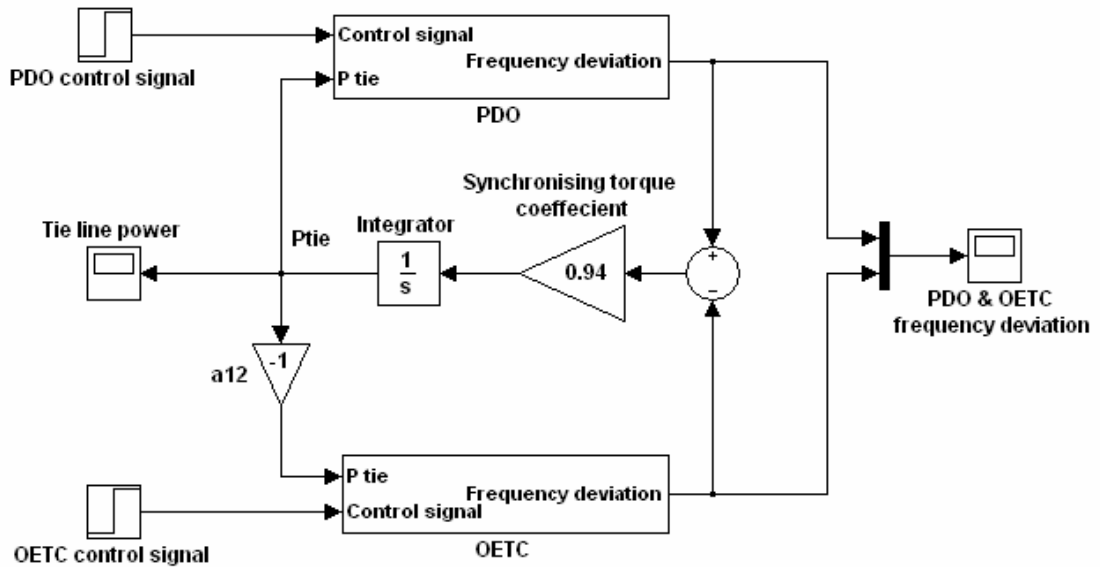 PDO control signal
Control signal
P tie
Frequency deviation
PDO
Synchronising torque
coeffecient
Tie line power
Ptie
Integrator
1
s
0.94
+
−
PDO & OETC
frequency deviation
a12
-1
P tie
Control signal
Frequency deviation
OETC
OETC control signal